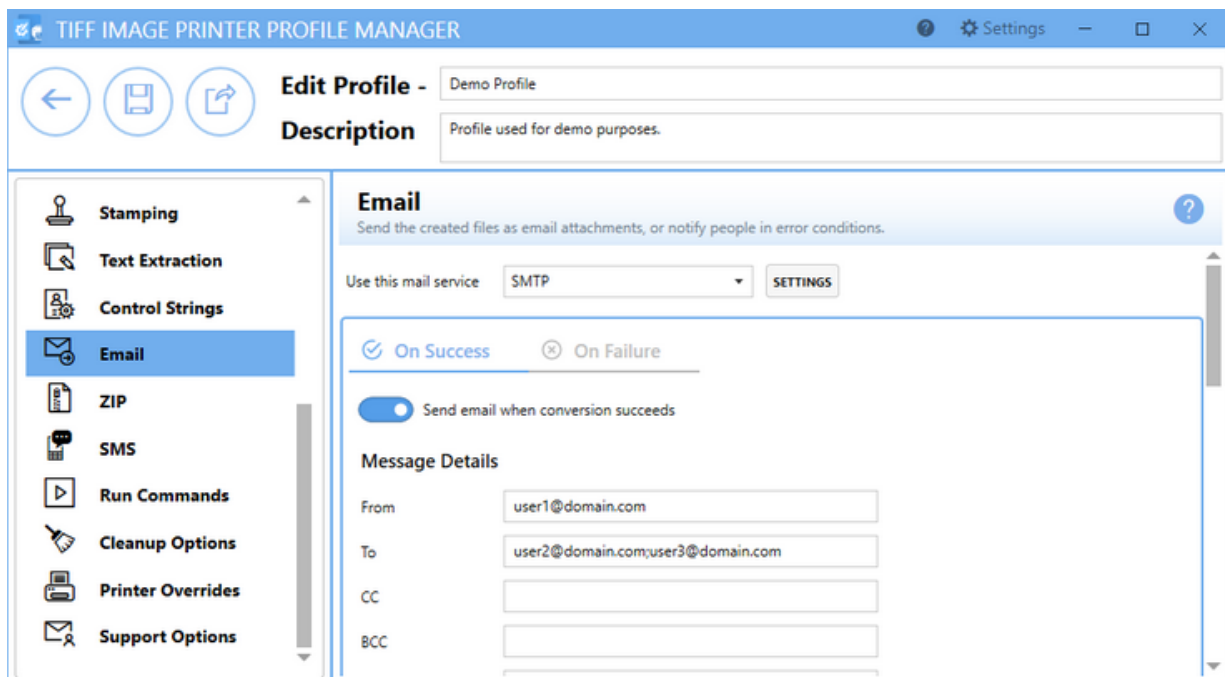 TIFF IMAGE PRINTER PROFILE MANAGER
Settings
Edit Profile - Demo Profile
Description Profile used for demo purposes.
Stamping
Text Extraction
Control Strings
Email
ZIP
SMS
Run Commands
Cleanup Options
Printer Overrides
Support Options
Email
Send the created files as email attachments, or notify people in error conditions.
Use this mail service SMTP SETTINGS
On Success On Failure
Send email when conversion succeeds
Message Details
From user1@domain.com
To user2@domain.com;user3@domain.com
CC
BCC